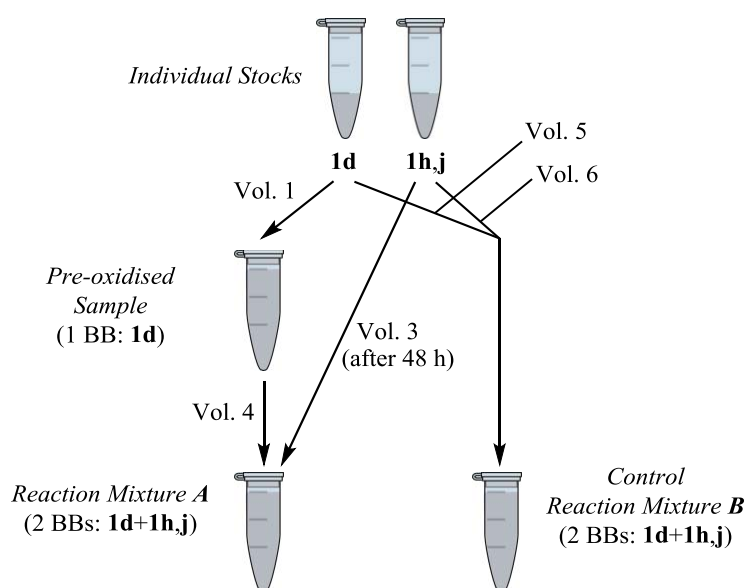 Individual Stocks
1d
1h,j
Vol. 5
Vol. 6
Vol. 1
Pre-oxidised
Sample
(1 BB: 1d)
Vol. 3
(after 48 h)
Vol. 4
Reaction Mixture A
(2 BBs: 1d+1h,j)
Control
Reaction Mixture B
(2 BBs: 1d+1h,j)